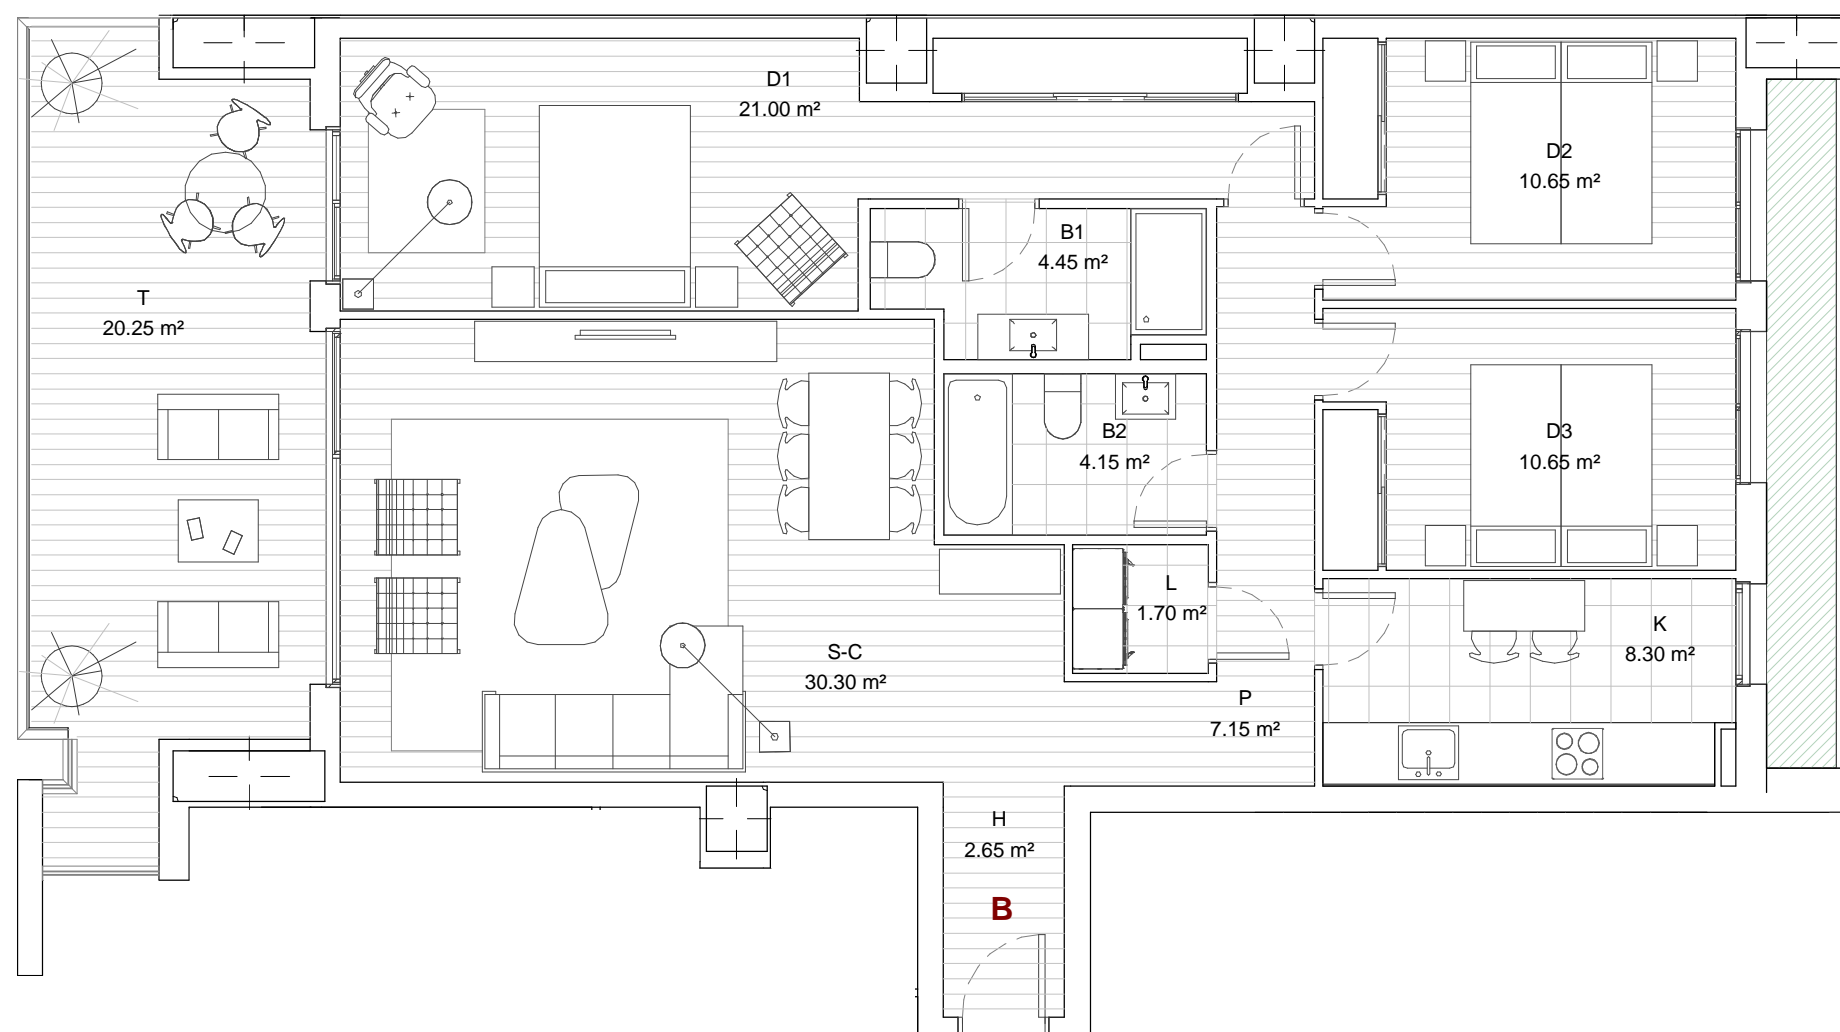 D1
21.00 m²
D2
10.65 m²
B1
4.45 m²
T
20.25 m²
B2
4.15 m²
D3
10.65 m²
L
1.70 m²
K
8.30 m²
S-C
30.30 m²
P
7.15 m²
H
2.65 m²
B